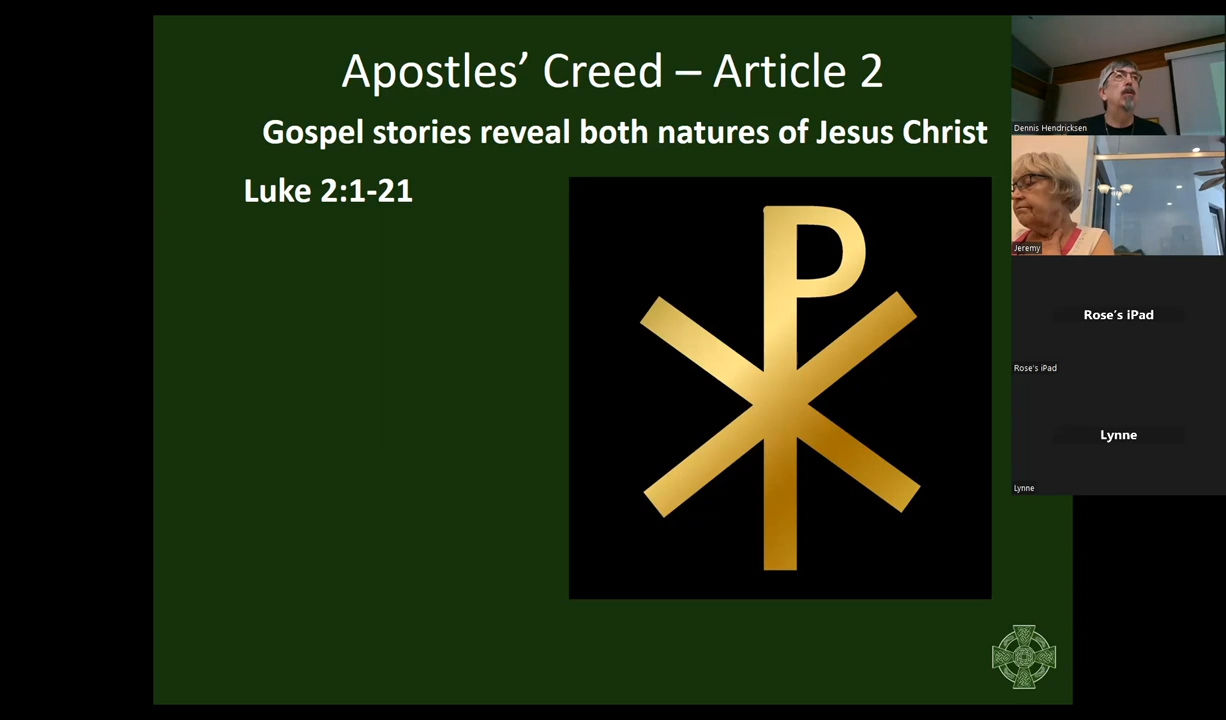 Apostles’ Creed – Article 2
Gospel stories reveal both natures of Jesus Christ
Luke 2:1-21
Dennis Hendricksen
Jeremy
Rose’s iPad
Rose's iPad
Lynne
Lynne